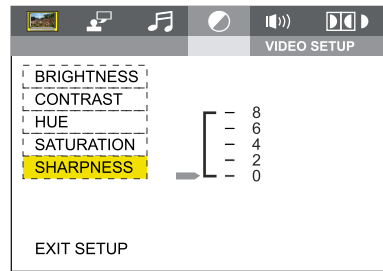 VIDEO SETUP
BRIGHTNESS
CONTRAST
HUE
SATURATION
SHARPNESS
8
6
4
2
0
EXIT SETUP